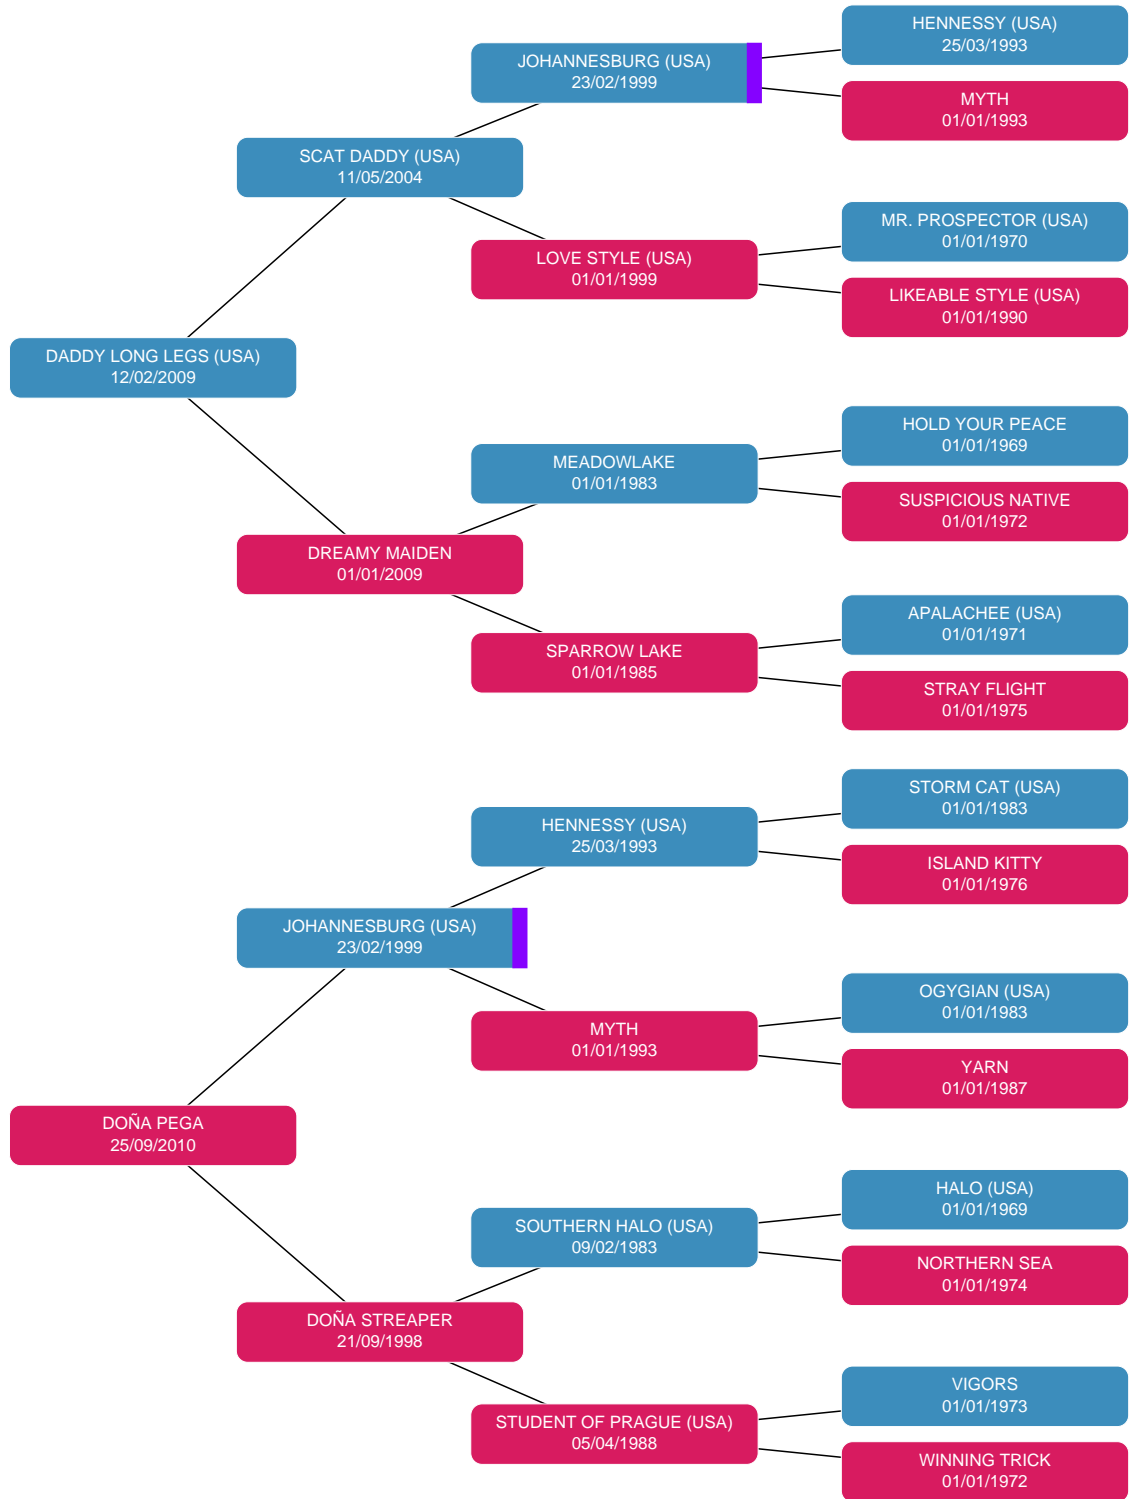 HENNESSY (USA)
25/03/1993
JOHANNESBURG (USA)
23/02/1999
MYTH
01/01/1993
SCAT DADDY (USA)
11/05/2004
MR. PROSPECTOR (USA)
01/01/1970
LOVE STYLE (USA)
01/01/1999
LIKEABLE STYLE (USA)
01/01/1990
DADDY LONG LEGS (USA)
12/02/2009
HOLD YOUR PEACE
01/01/1969
MEADOWLAKE
01/01/1983
SUSPICIOUS NATIVE
01/01/1972
DREAMY MAIDEN
01/01/2009
APALACHEE (USA)
01/01/1971
SPARROW LAKE
01/01/1985
STRAY FLIGHT
01/01/1975
STORM CAT (USA)
01/01/1983
HENNESSY (USA)
25/03/1993
ISLAND KITTY
01/01/1976
JOHANNESBURG (USA)
23/02/1999
OGYGIAN (USA)
01/01/1983
MYTH
01/01/1993
YARN
01/01/1987
DOÑA PEGA
25/09/2010
HALO (USA)
01/01/1969
SOUTHERN HALO (USA)
09/02/1983
NORTHERN SEA
01/01/1974
DOÑA STREAPER
21/09/1998
VIGORS
01/01/1973
STUDENT OF PRAGUE (USA)
05/04/1988
WINNING TRICK
01/01/1972